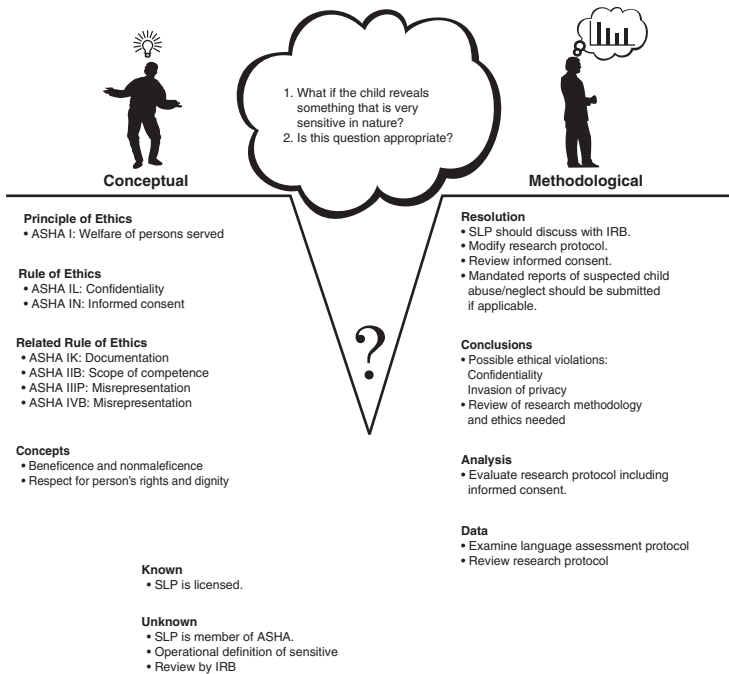 1. What if the child reveals
something that is very
sensitive in nature?
2. Is this question appropriate?
Conceptual
Methodological
Principle of Ethics
• ASHA I: Welfare of persons served
Rule of Ethics
• ASHA IL: Confidentiality
• ASHA IN: Informed consent
Related Rule of Ethics
• ASHA IK: Documentation
• ASHA IIB: Scope of competence
• ASHA IIIP: Misrepresentation
• ASHA IVB: Misrepresentation
Concepts
• Beneficence and nonmaleficence
• Respect for person's rights and dignity
?
Resolution
• SLP should discuss with IRB.
• Modify research protocol.
• Review informed consent.
• Mandated reports of suspected child
abuse/neglect should be submitted
if applicable.
Conclusions
• Possible ethical violations:
Confidentiality
Invasion of privacy
• Review of research methodology
and ethics needed
Analysis
• Evaluate research protocol including
informed consent.
Data
• Examine language assessment protocol
• Review research protocol
Known
• SLP is licensed.
Unknown
• SLP is member of ASHA.
• Operational definition of sensitive
• Review by IRB